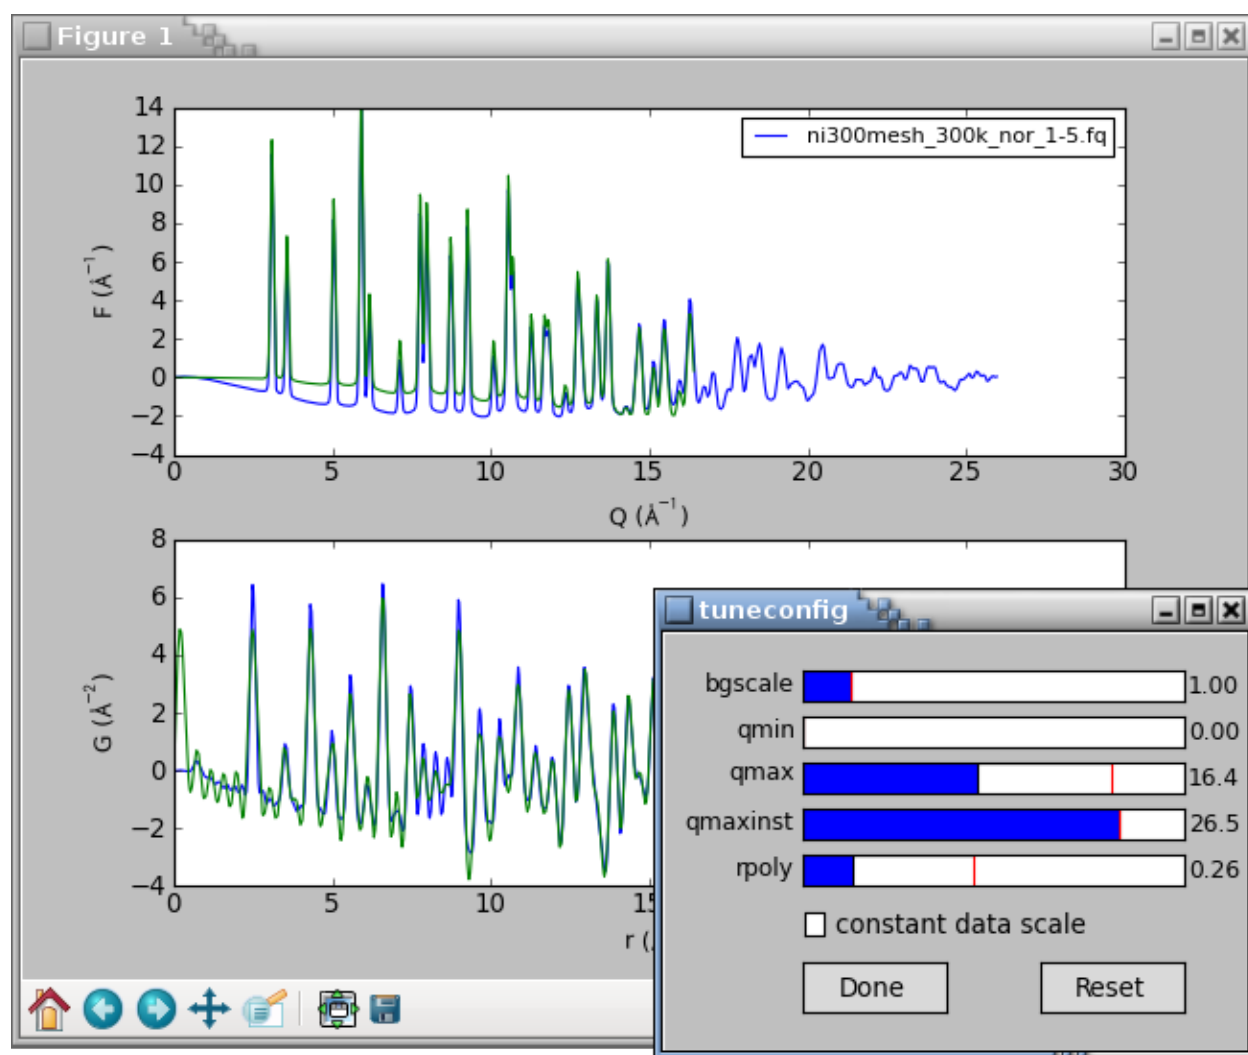 Figure 1
14
12
10
8
6
4
2
0
−2
−4
F (Å⁻¹)
ni300mesh_300k_nor_1-5.fq
0 5 10 15 20 25 30
Q (Å⁻¹)
8
6
4
2
0
−2
−4
G (Å⁻²)
0 5 10
r (
tuneconfig
bgscale 1.00
qmin 0.00
qmax 16.4
qmaxinst 26.5
rpoly 0.26
constant data scale
Done Reset